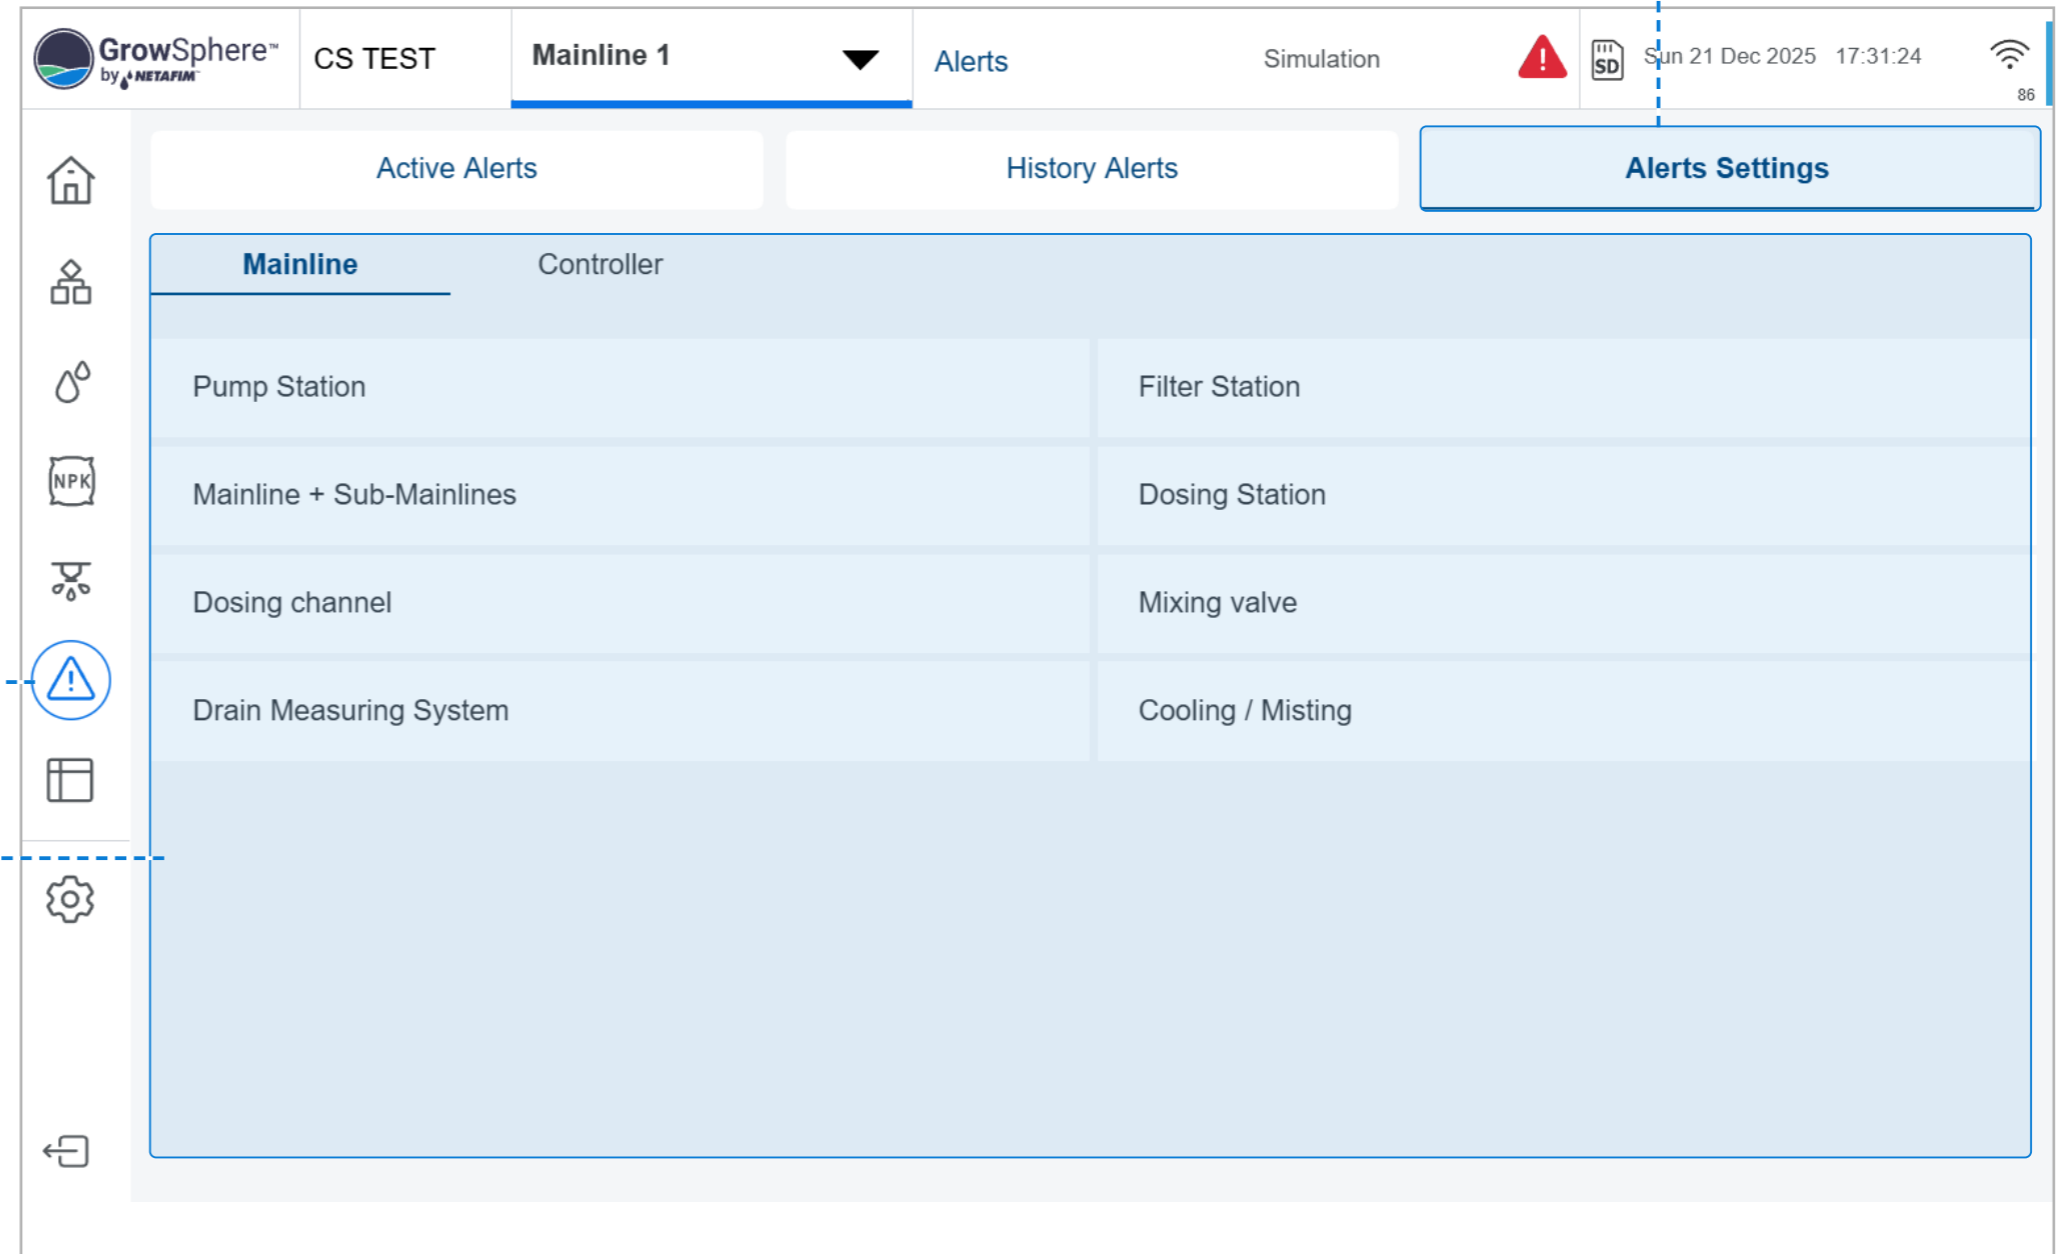 GrowSphere™
by NETAFIM™
CS TEST
Mainline 1
Alerts
Simulation
SD
Sun 21 Dec 2025 17:31:24
86
Active Alerts
History Alerts
Alerts Settings
Mainline
Controller
Pump Station
Filter Station
NPK
Mainline + Sub-Mainlines
Dosing Station
Dosing channel
Mixing valve
Drain Measuring System
Cooling / Misting